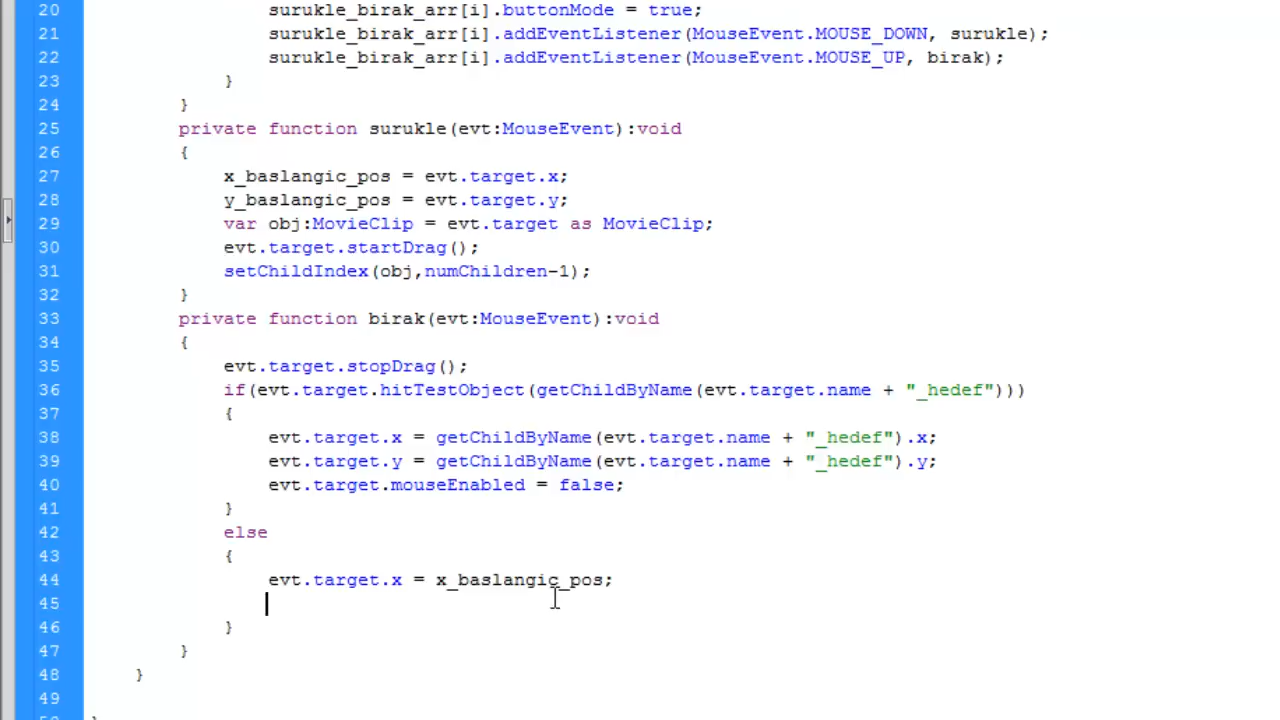 20 surukle_birak_arr[i].buttonMode = true;
21 surukle_birak_arr[i].addEventListener(MouseEvent.MOUSE_DOWN, surukle);
22 surukle_birak_arr[i].addEventListener(MouseEvent.MOUSE_UP, birak);
23 }
24 }
25 private function surukle(evt:MouseEvent):void
26 {
27 x_baslangic_pos = evt.target.x;
28 y_baslangic_pos = evt.target.y;
29 var obj:MovieClip = evt.target as MovieClip;
30 evt.target.startDrag();
31 setChildIndex(obj,numChildren-1);
32 }
33 private function birak(evt:MouseEvent):void
34 {
35 evt.target.stopDrag();
36 if(evt.target.hitTestObject(getChildByName(evt.target.name + "_hedef")))
37 {
38 evt.target.x = getChildByName(evt.target.name + "_hedef").x;
39 evt.target.y = getChildByName(evt.target.name + "_hedef").y;
40 evt.target.mouseEnabled = false;
41 }
42 else
43 {
44 evt.target.x = x_baslangic_pos;
45
46 }
47 }
48 }
49
50 }